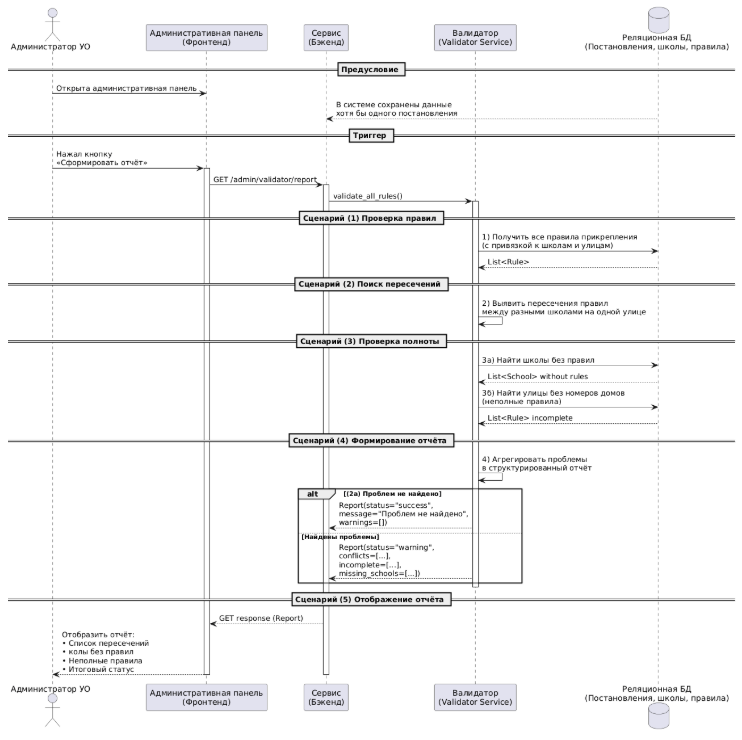 Администратор УО
Административная панель
(Фронтенд)
Сервис
(Бэкенд)
Валидатор
(Validator Service)
Реляционная БД
(Постановления, школы, правила)
Предусловие
Открыта административная панель
В системе сохранены данные
хотя бы одного постановления
Триггер
Нажал кнопку
«Сформировать отчёт»
GET /admin/validator/report
validate_all_rules()
Сценарий (1) Проверка правил
1) Получить все правила прикрепления
(с привязкой к школам и улицам)
List<Rule>
Сценарий (2) Поиск пересечений
2) Выявить пересечения правил
между разными школами на одной улице
Сценарий (3) Проверка полноты
3а) Найти школы без правил
List<School> without rules
3б) Найти улицы без номеров домов
(неполные правила)
List<Rule> incomplete
Сценарий (4) Формирование отчёта
4) Агрегировать проблемы
в структурированный отчёт
alt [(2a) Проблем не найдено]
Report(status="success",
message="Проблем не найдено",
warnings=[])
[Найдены проблемы]
Report(status="warning",
conflicts=[...],
incomplete=[...],
missing_schools=[...])
Сценарий (5) Отображение отчёта
GET response (Report)
Отобразить отчёт:
• Список пересечений
• колы без правил
• Неполные правила
• Итоговый статус
Администратор УО
Административная панель
(Фронтенд)
Сервис
(Бэкенд)
Валидатор
(Validator Service)
Реляционная БД
(Постановления, школы, правила)